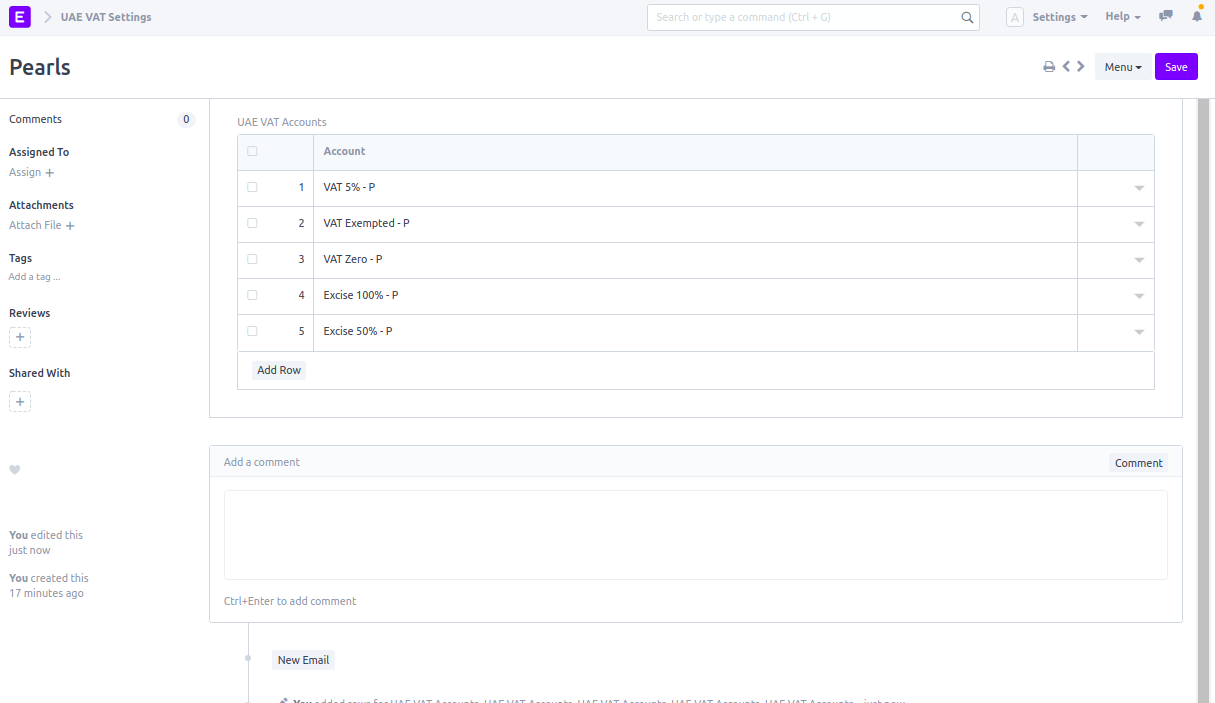 E UAE VAT Settings Search or type a command (Ctrl + G) A Settings Help
Pearls Menu Save
Comments 0
Assigned To
Assign +
Attachments
Attach File +
Tags
Add a tag ...
Reviews
+
Shared With
+
You edited this
just now
You created this
17 minutes ago
UAE VAT Accounts
Account
1 VAT 5% - P
2 VAT Exempted - P
3 VAT Zero - P
4 Excise 100% - P
5 Excise 50% - P
Add Row
Add a comment Comment
Ctrl+Enter to add comment
New Email
You added rows for UAE VAT Accounts, UAE VAT Accounts, UAE VAT Accounts, UAE VAT Accounts, UAE VAT Accounts - just now